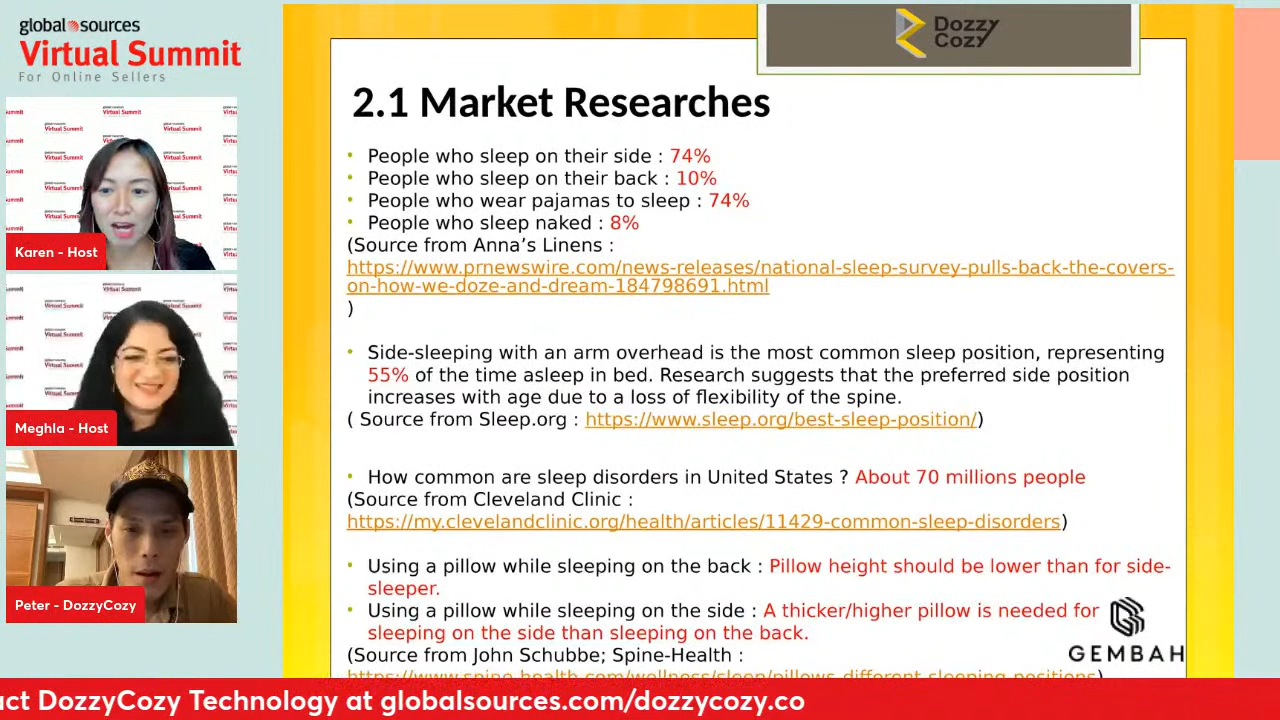 global sources
Virtual Summit
For Online Sellers
Karen - Host
Meghla - Host
Peter - DozzyCozy
Dozzy
Cozy
2.1 Market Researches
• People who sleep on their side : 74%
• People who sleep on their back : 10%
• People who wear pajamas to sleep : 74%
• People who sleep naked : 8%
(Source from Anna’s Linens :
https://www.prnewswire.com/news-releases/national-sleep-survey-pulls-back-the-covers-
on-how-we-doze-and-dream-184798691.html
)
• Side-sleeping with an arm overhead is the most common sleep position, representing
55% of the time asleep in bed. Research suggests that the preferred side position
increases with age due to a loss of flexibility of the spine.
( Source from Sleep.org : https://www.sleep.org/best-sleep-position/)
• How common are sleep disorders in United States ? About 70 millions people
(Source from Cleveland Clinic :
https://my.clevelandclinic.org/health/articles/11429-common-sleep-disorders)
• Using a pillow while sleeping on the back : Pillow height should be lower than for side-
sleeper.
• Using a pillow while sleeping on the side : A thicker/higher pillow is needed for
sleeping on the side than sleeping on the back.
(Source from John Schubbe; Spine-Health :
https://www.spine-health.com/wellness/sleep/pillows-different-sleeping-positions)
GEMBAH
act DozzyCozy Technology at globalsources.com/dozzycozy.co